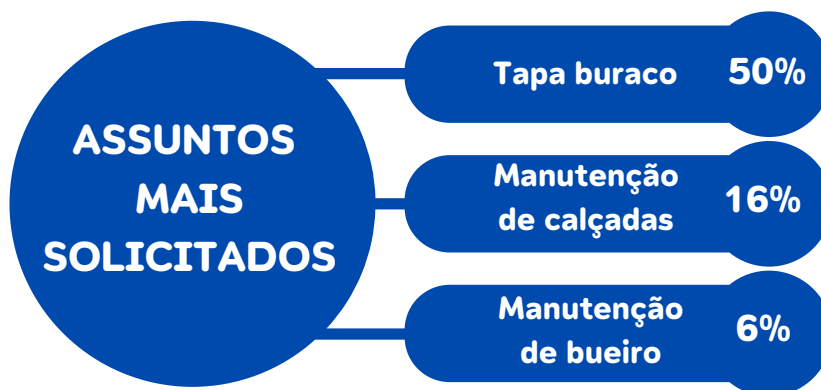 ASSUNTOS
MAIS
SOLICITADOS
Tapa buraco 50%
Manutenção
de calçadas 16%
Manutenção
de bueiro 6%